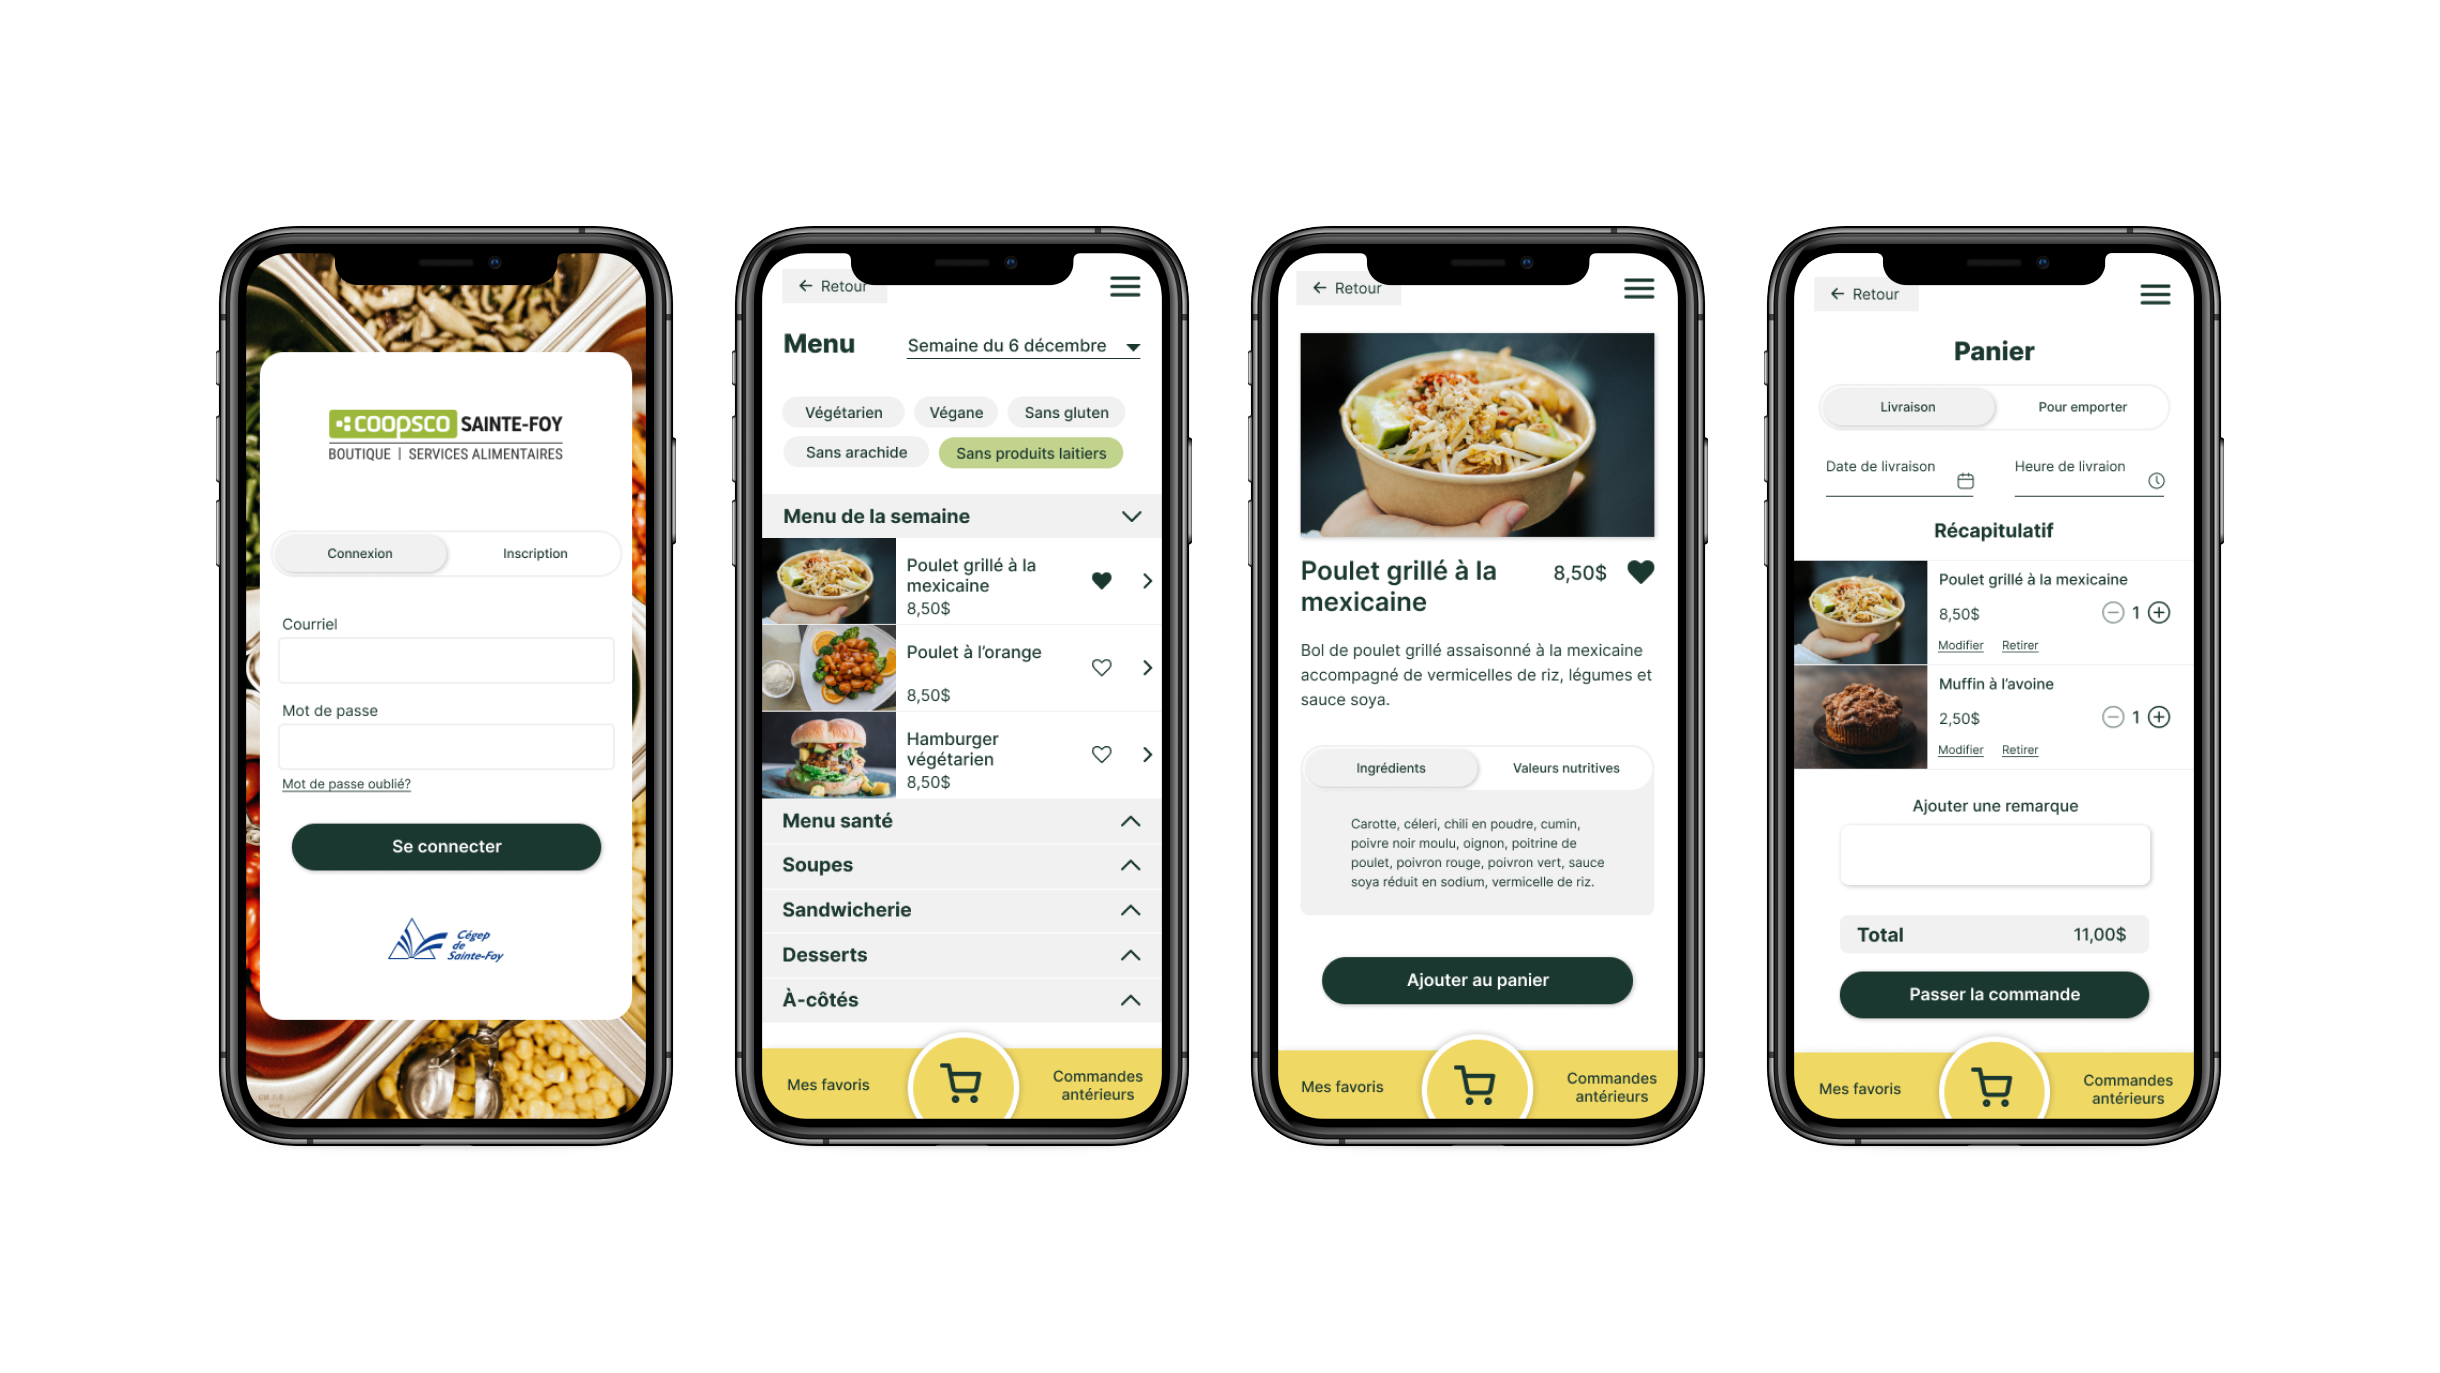 coopsco SAINTE-FOY
BOUTIQUE | SERVICES ALIMENTAIRES
Connexion
Inscription
Courriel
Mot de passe
Mot de passe oublié?
Se connecter
Cégep
de
Sainte-Foy
← Retour
Menu
Semaine du 6 décembre
Végétarien
Végane
Sans gluten
Sans arachide
Sans produits laitiers
Menu de la semaine
Poulet grillé à la
mexicaine
8,50$
Poulet à l'orange
8,50$
Hamburger
végétarien
8,50$
Menu santé
Soupes
Sandwicherie
Desserts
À-côtés
Mes favoris
Commandes
antérieurs
← Retour
Poulet grillé à la
mexicaine
8,50$
Bol de poulet grillé assaisonné à la mexicaine
accompagné de vermicelles de riz, légumes et
sauce soya.
Ingrédients
Valeurs nutritives
Carotte, céleri, chili en poudre, cumin,
poivre noir moulu, oignon, poitrine de
poulet, poivron rouge, poivron vert, sauce
soya réduit en sodium, vermicelle de riz.
Ajouter au panier
Mes favoris
Commandes
antérieurs
← Retour
Panier
Livraison
Pour emporter
Date de livraison
Heure de livraion
Récapitulatif
Poulet grillé à la mexicaine
8,50$
1
Modifier
Retirer
Muffin à l'avoine
2,50$
1
Modifier
Retirer
Ajouter une remarque
Total
11,00$
Passer la commande
Mes favoris
Commandes
antérieurs